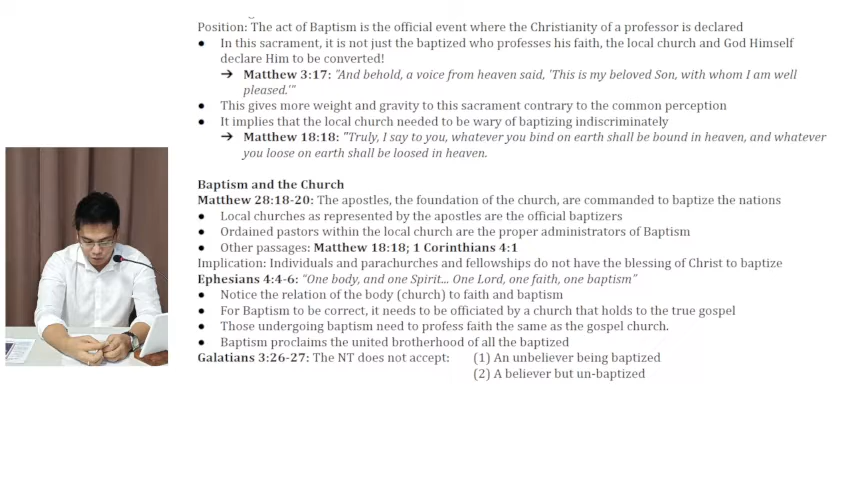 Position: The act of Baptism is the official event where the Christianity of a professor is declared
● In this sacrament, it is not just the baptized who professes his faith, the local church and God Himself
declare Him to be converted!
➔ Matthew 3:17: "And behold, a voice from heaven said, 'This is my beloved Son, with whom I am well
pleased.'"
● This gives more weight and gravity to this sacrament contrary to the common perception
● It implies that the local church needed to be wary of baptizing indiscriminately
➔ Matthew 18:18: "Truly, I say to you, whatever you bind on earth shall be bound in heaven, and whatever
you loose on earth shall be loosed in heaven.
Baptism and the Church
Matthew 28:18-20: The apostles, the foundation of the church, are commanded to baptize the nations
● Local churches as represented by the apostles are the official baptizers
● Ordained pastors within the local church are the proper administrators of Baptism
● Other passages: Matthew 18:18; 1 Corinthians 4:1
Implication: Individuals and parachurches and fellowships do not have the blessing of Christ to baptize
Ephesians 4:4-6: "One body, and one Spirit... One Lord, one faith, one baptism"
● Notice the relation of the body (church) to faith and baptism
● For Baptism to be correct, it needs to be officiated by a church that holds to the true gospel
● Those undergoing baptism need to profess faith the same as the gospel church.
● Baptism proclaims the united brotherhood of all the baptized
Galatians 3:26-27: The NT does not accept: (1) An unbeliever being baptized
(2) A believer but un-baptized